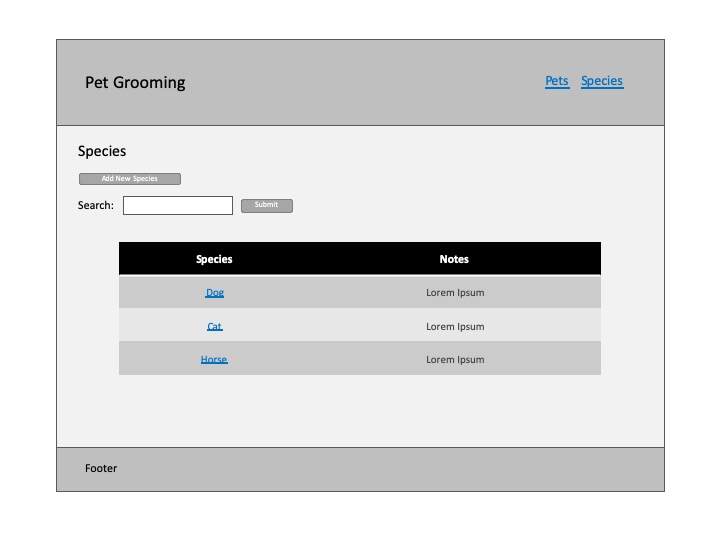 Pet Grooming
Pets Species
Species
Add New Species
Search: Submit
Species Notes
Dog Lorem Ipsum
Cat Lorem Ipsum
Horse Lorem Ipsum
Footer